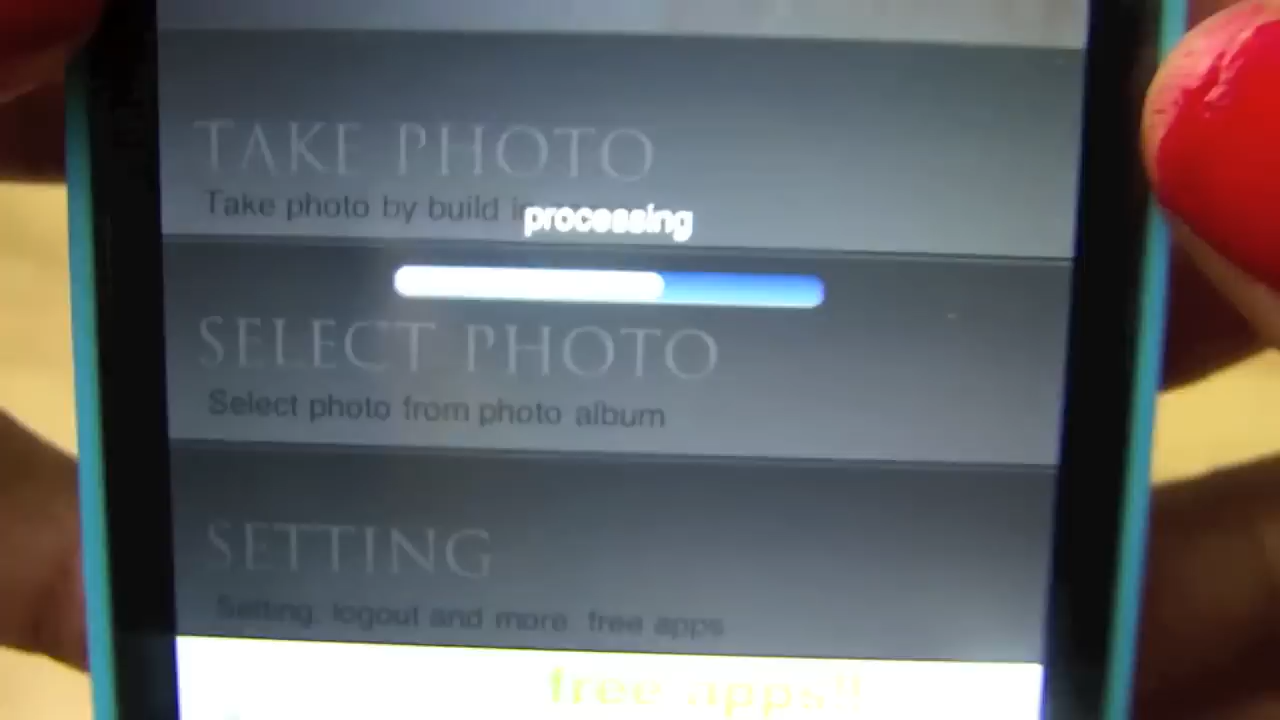 TAKE PHOTO
Take photo by build in
processing
SELECT PHOTO
Select photo from photo album
SETTING
Setting, logout and more free apps
free apps!!